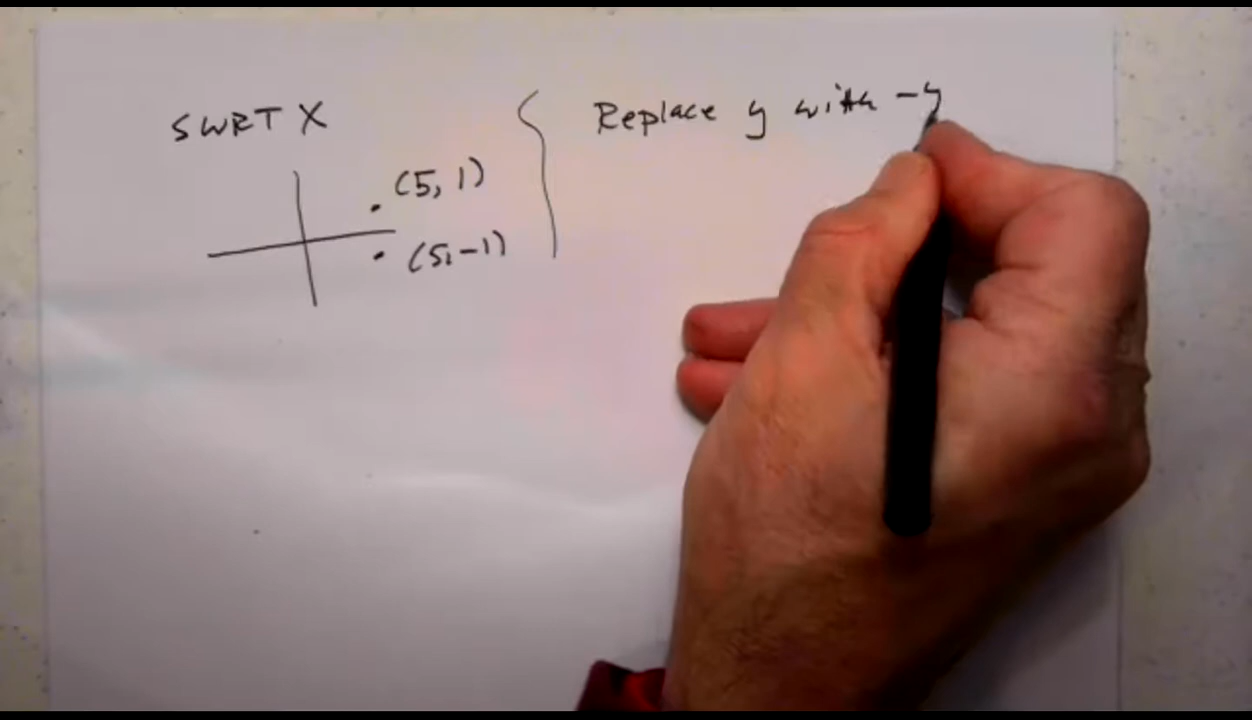 SWRT X
(5, 1)
(5, -1)
Replace y with -y